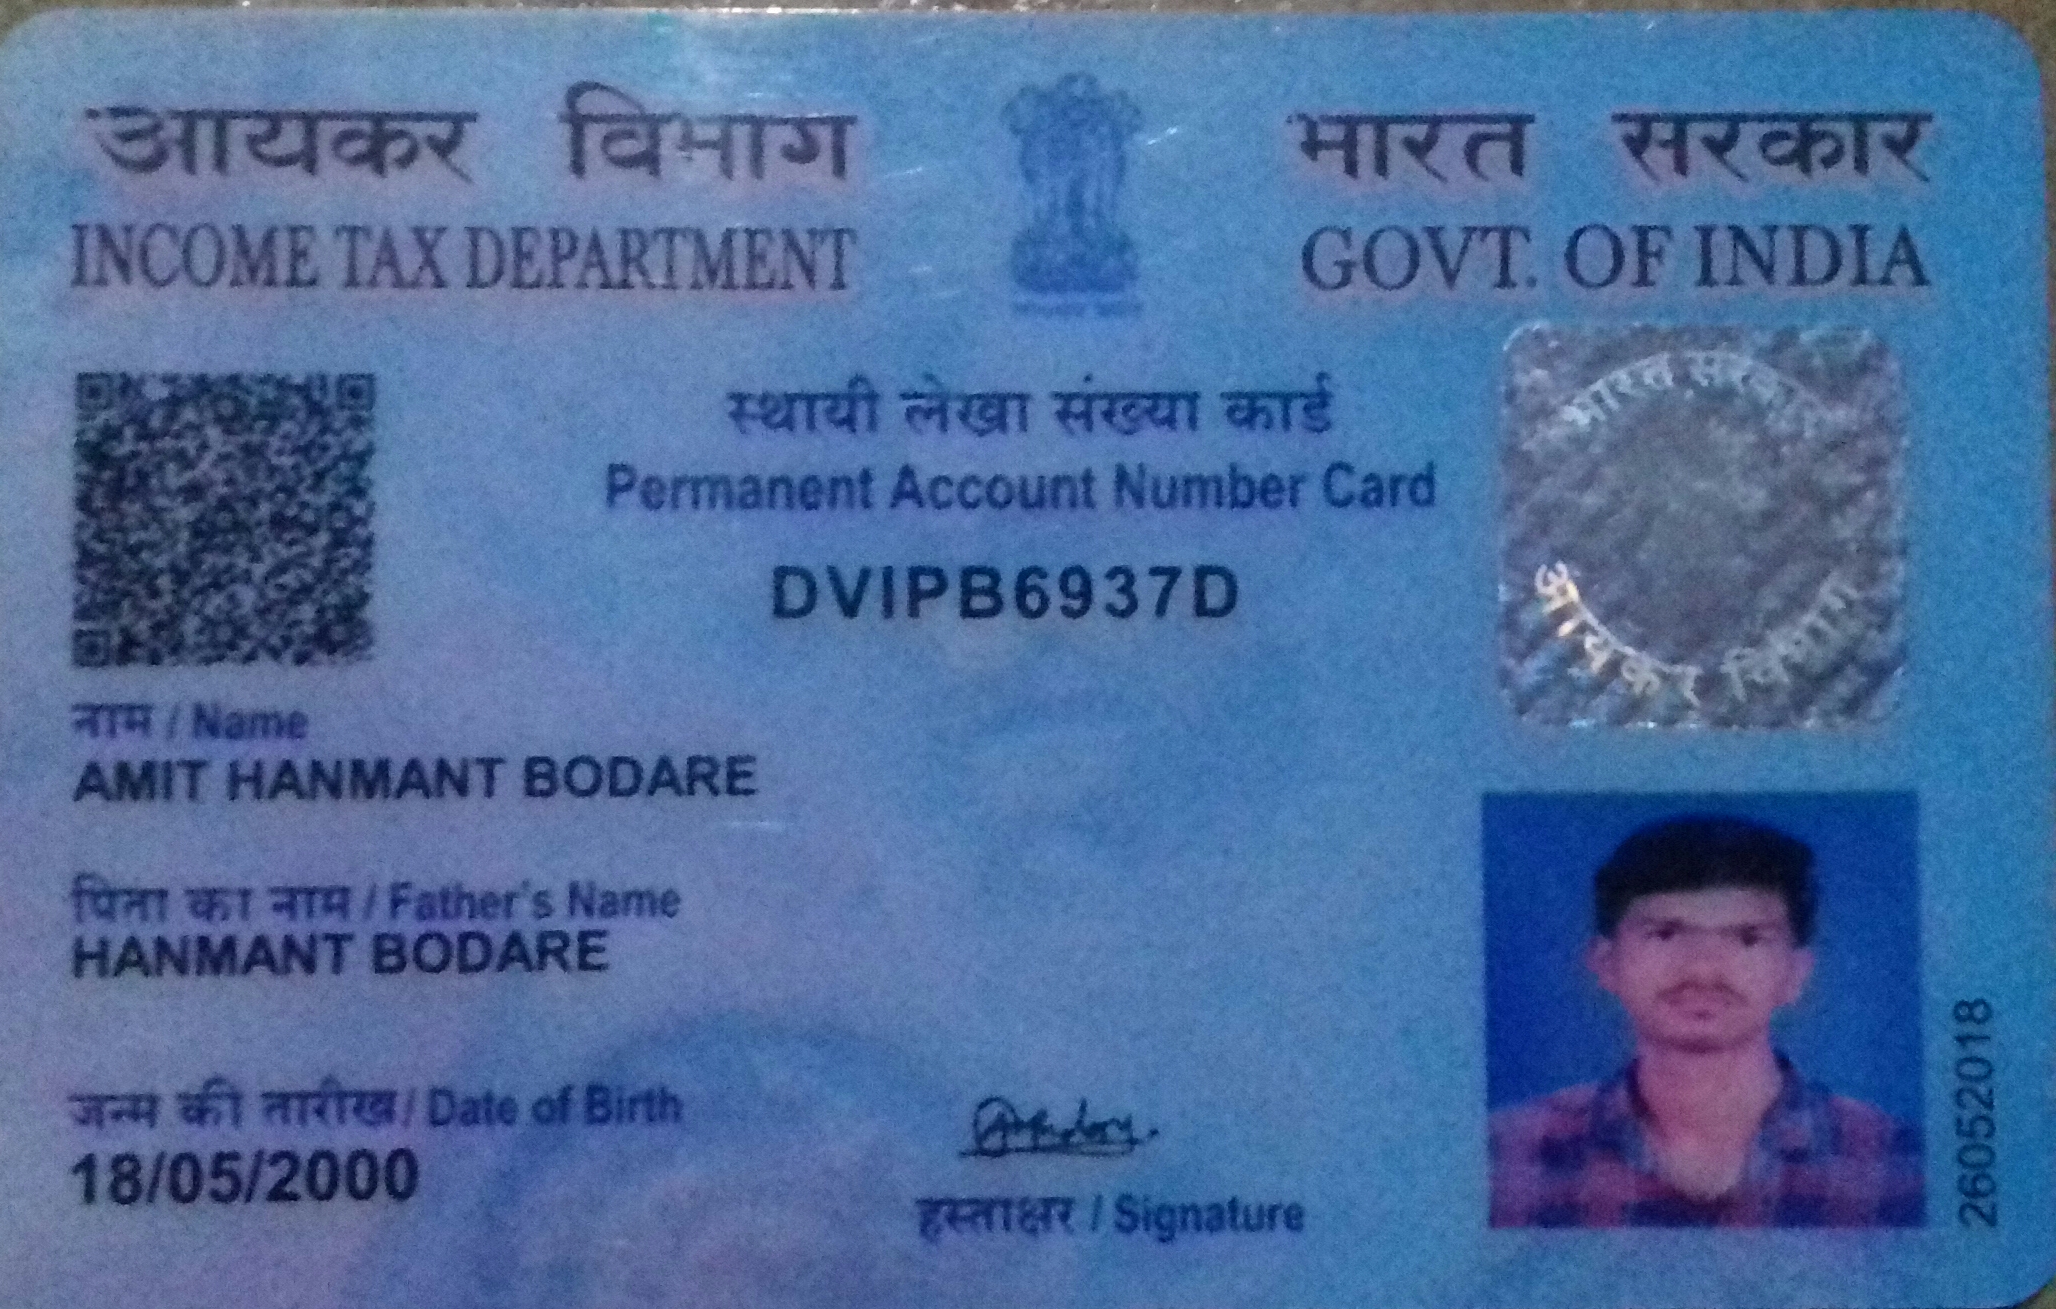 आयकर विभाग
INCOME TAX DEPARTMENT
भारत सरकार
GOVT. OF INDIA
स्थायी लेखा संख्या कार्ड
Permanent Account Number Card
DVIPB6937D
भारत सरकार
आयकर विभाग
नाम / Name
AMIT HANMANT BODARE
पिता का नाम / Father's Name
HANMANT BODARE
जन्म की तारीख / Date of Birth
18/05/2000
हस्ताक्षर / Signature
26052018